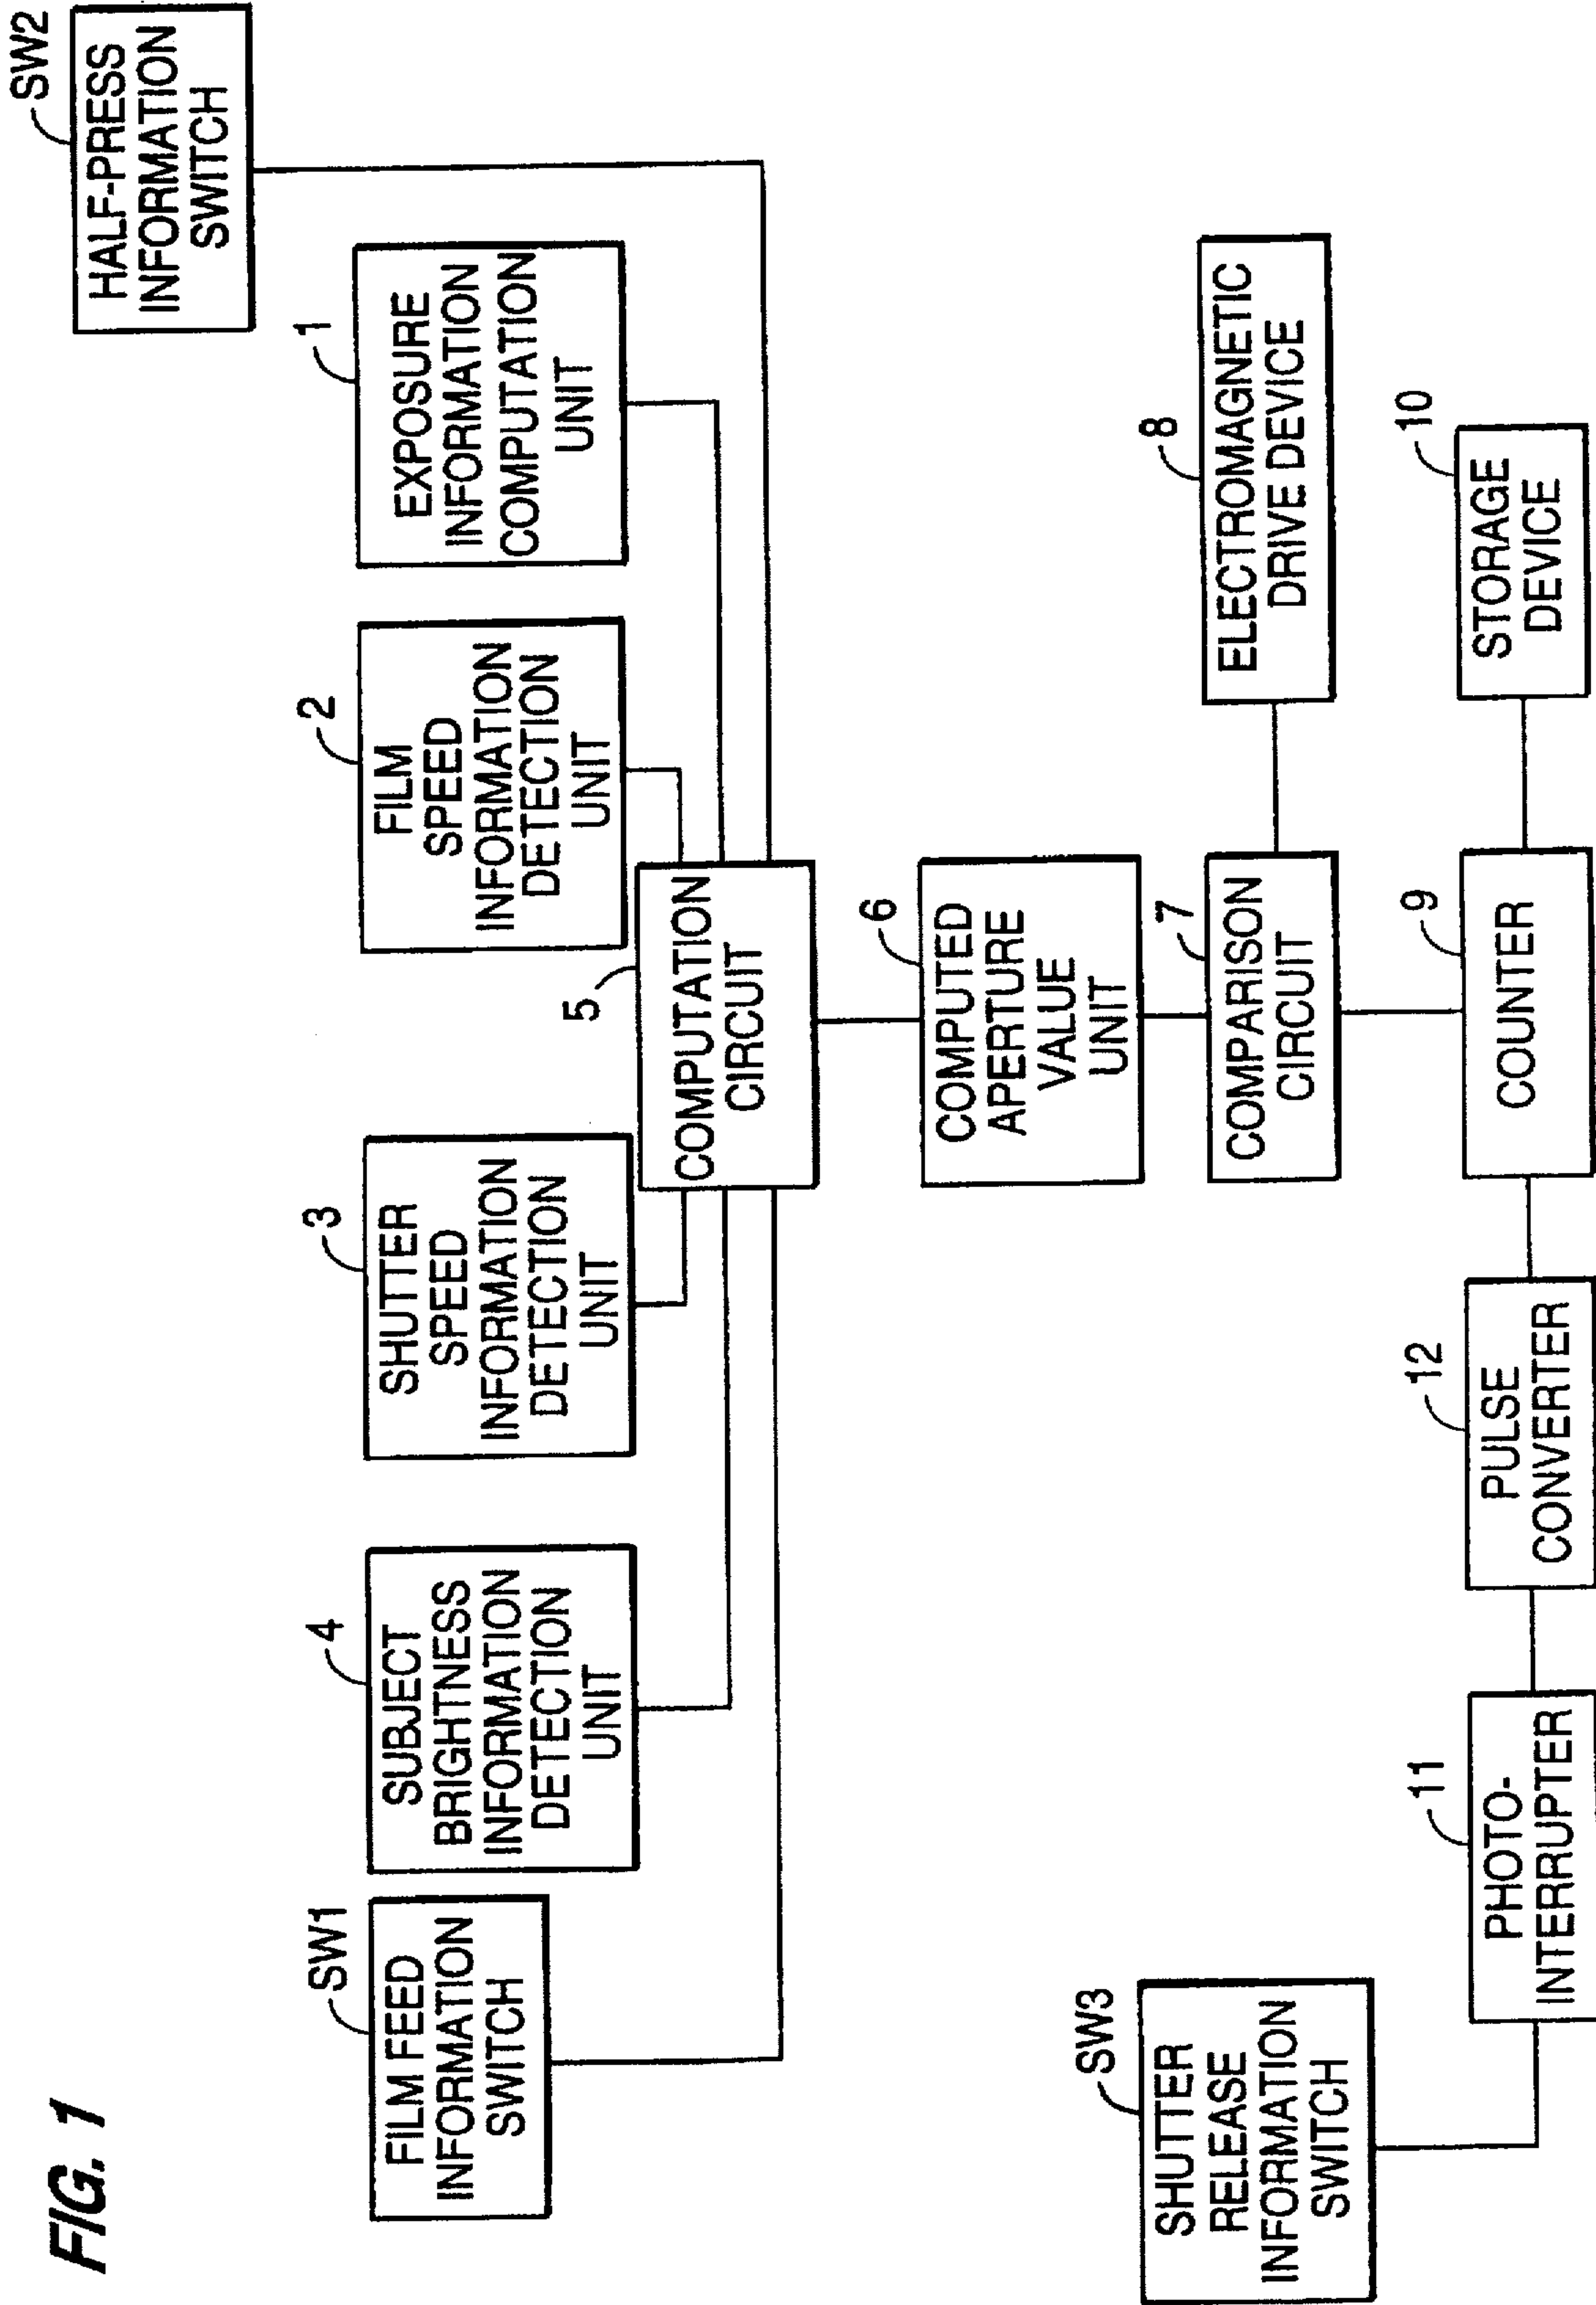 FIG. 1
SW1
FILM FEED
INFORMATION
SWITCH
4
SUBJECT
BRIGHTNESS
INFORMATION
DETECTION
UNIT
3
SHUTTER
SPEED
INFORMATION
DETECTION
UNIT
2
FILM
SPEED
INFORMATION
DETECTION
UNIT
1
EXPOSURE
INFORMATION
COMPUTATION
UNIT
SW2
HALF-PRESS
INFORMATION
SWITCH
5
COMPUTATION
CIRCUIT
6
COMPUTED
APERTURE
VALUE
UNIT
7
COMPARISON
CIRCUIT
8
ELECTROMAGNETIC
DRIVE DEVICE
SW3
SHUTTER
RELEASE
INFORMATION
SWITCH
11
PHOTO-
INTERRUPTER
12
PULSE
CONVERTER
9
COUNTER
10
STORAGE
DEVICE